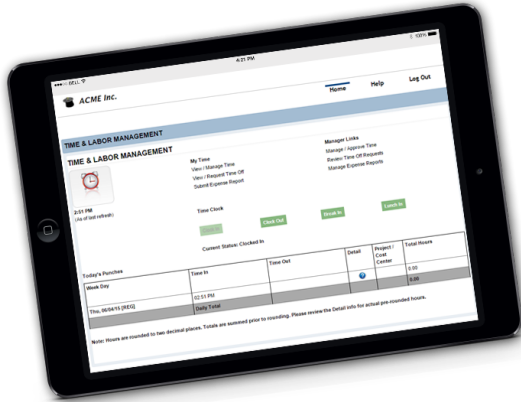 BELL
4:21 PM
100%
ACME Inc.
Home
Help
Log Out
TIME & LABOR MANAGEMENT
TIME & LABOR MANAGEMENT
2:51 PM
(As of last refresh)
My Time
View / Manage Time
View / Request Time Off
Submit Expense Report
Manager Links
Manage / Approve Time
Review Time Off Requests
Manage Expense Reports
Time Clock
Clock In
Clock Out
Break In
Lunch In
Current Status: Clocked In
Today's Punches
Week Day
Time In
Time Out
Detail
Project / Cost Center
Total Hours
Thu, 06/04/15 [REG]
02:51 PM
0.00
Daily Total
0.00
Note: Hours are rounded to two decimal places. Totals are summed prior to rounding. Please review the Detail info for actual pre-rounded hours.